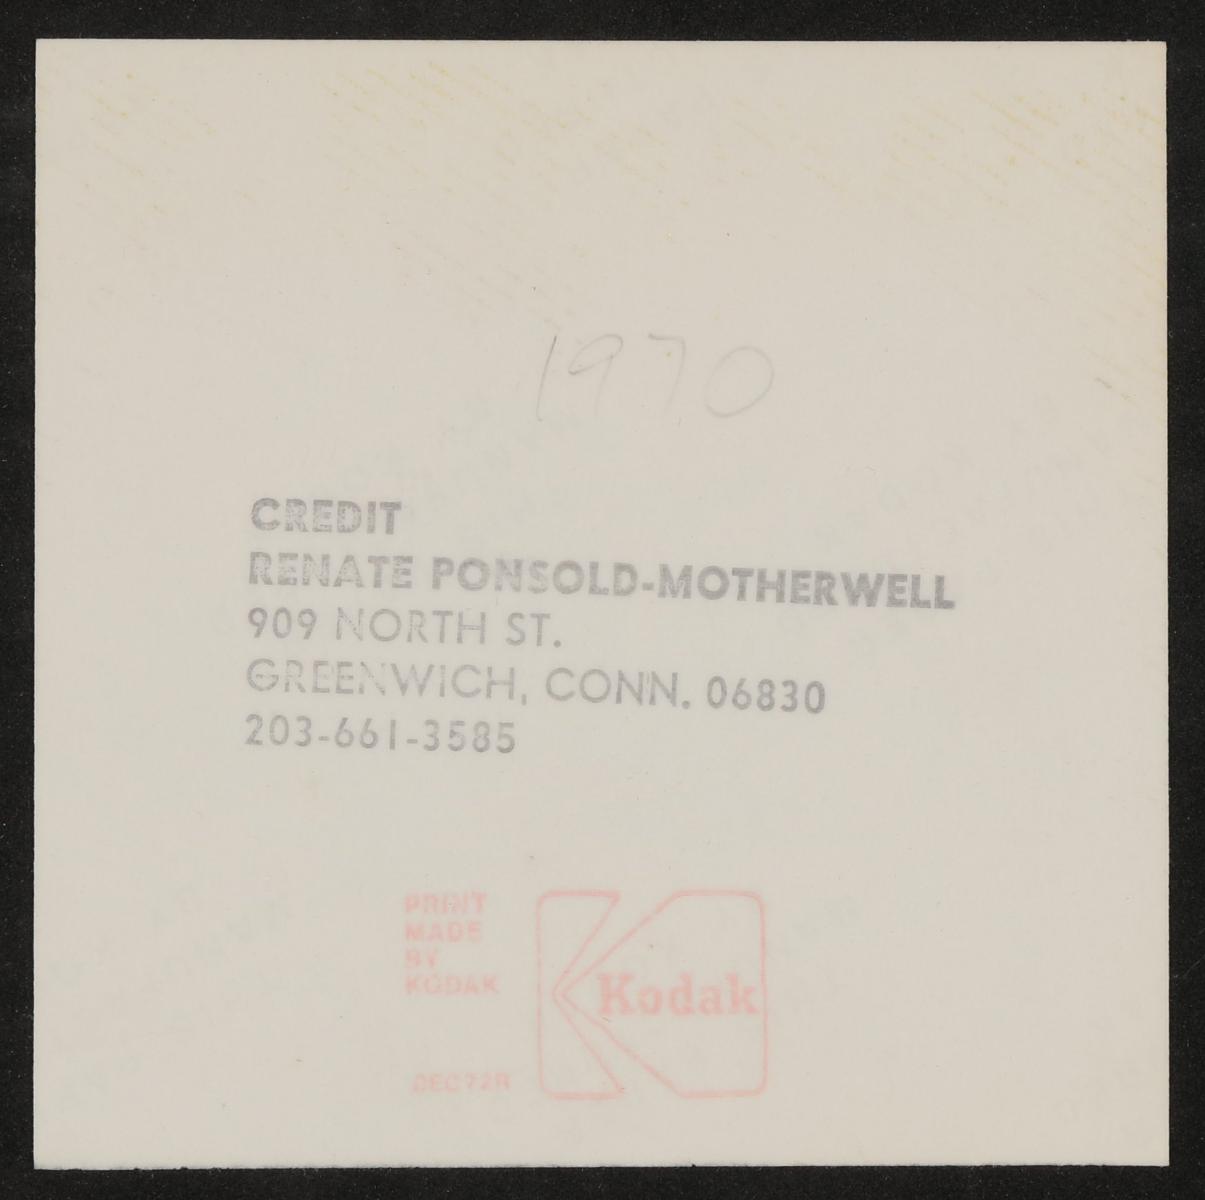 1970
CREDIT
RENATE PONSOLD-MOTHERWELL
909 NORTH ST.
GREENWICH, CONN. 06830
203-661-3585
PRINT
MADE
BY
KODAK
Kodak
DEC72R